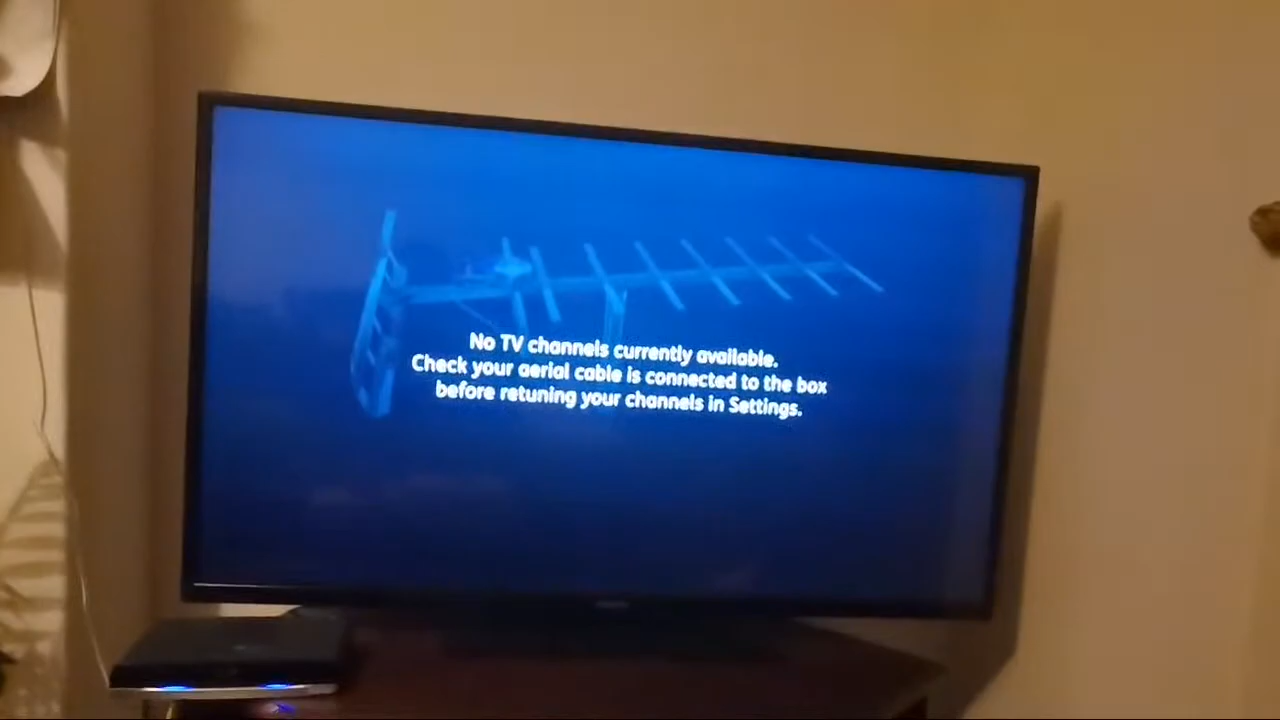 No TV channels currently available.
Check your aerial cable is connected to the box
before retuning your channels in Settings.